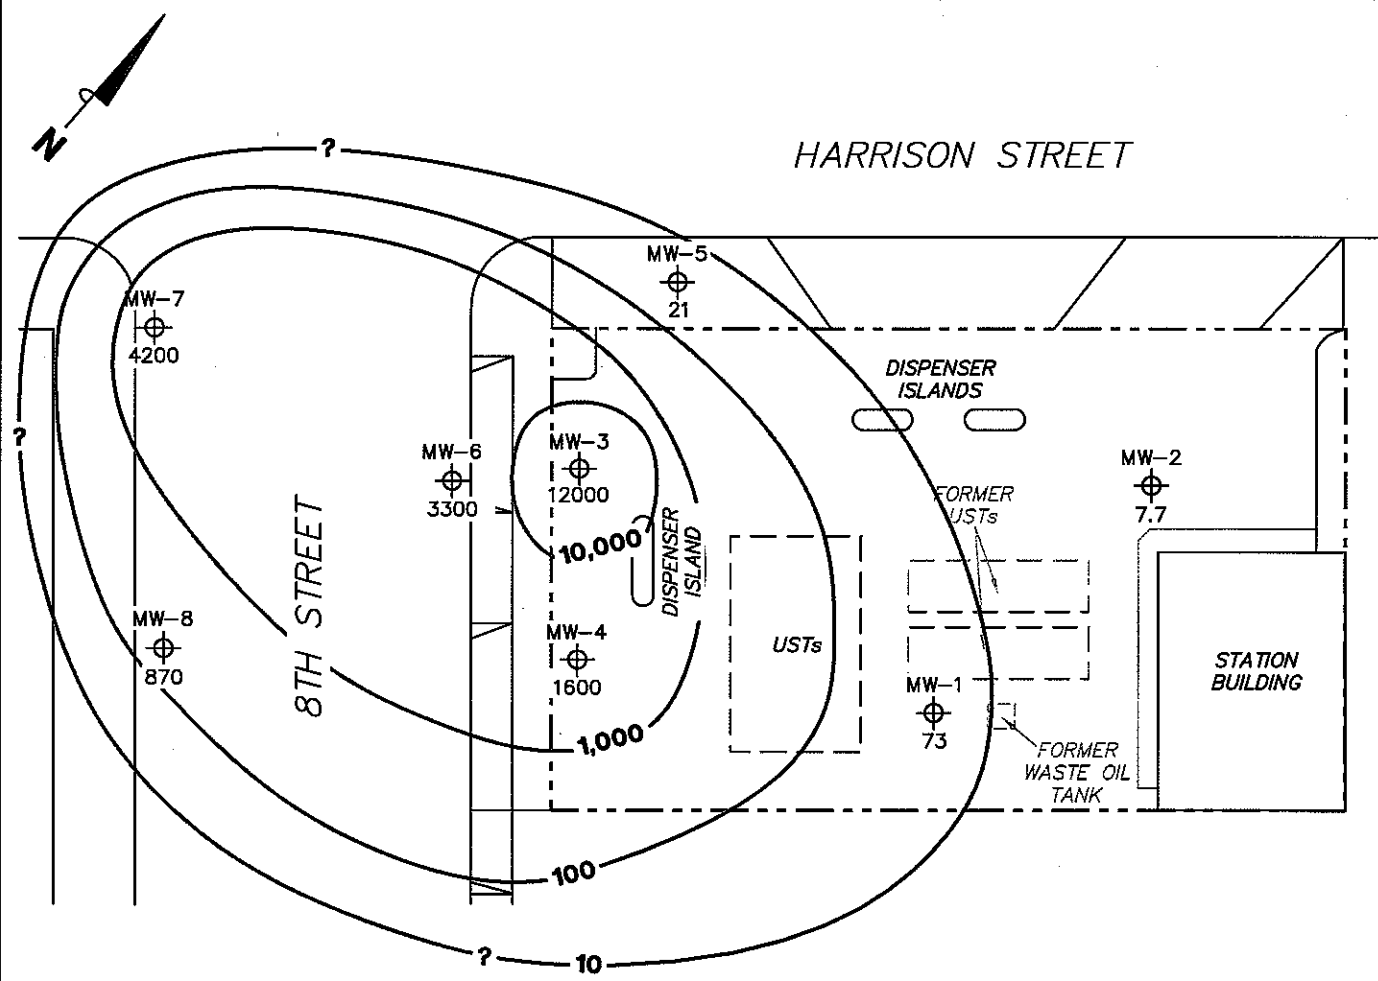 N
?
HARRISON STREET
MW-5
21
MW-7
4200
DISPENSER
ISLANDS
?
MW-6
3300
MW-3
12000
MW-2
7.7
FORMER
USTs
10,000
DISPENSER
ISLAND
8TH STREET
MW-8
870
MW-4
1600
USTs
MW-1
73
STATION
BUILDING
1,000
FORMER
WASTE OIL
TANK
100
?
10